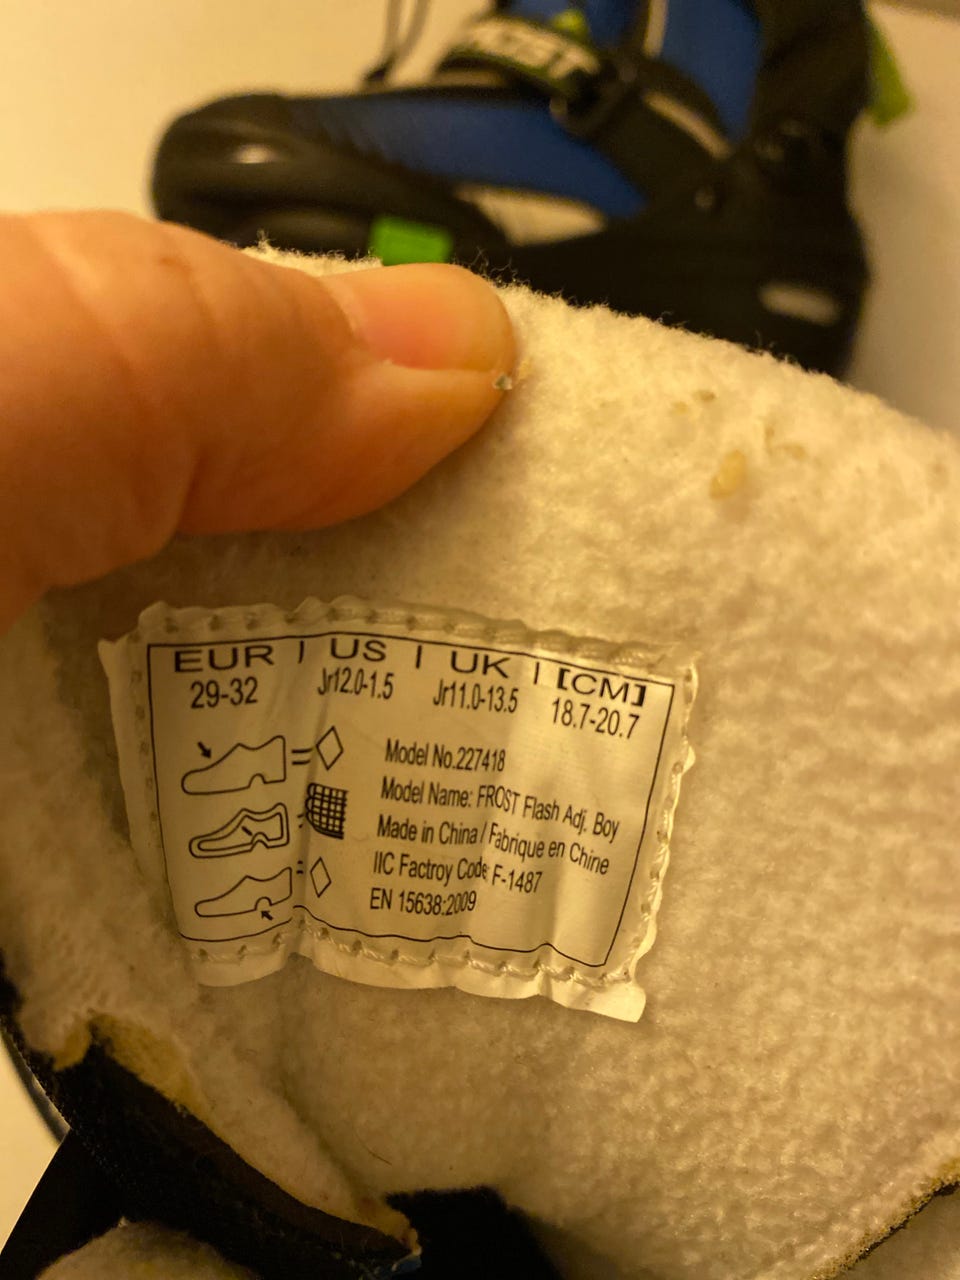 EUR | US | UK | [CM]
29-32 Jr12.0-1.5 Jr11.0-13.5 18.7-20.7
Model No.227418
Model Name: FROST Flash Adj. Boy
Made in China / Fabrique en Chine
IIC Factroy Code: F-1487
EN 15638:2009